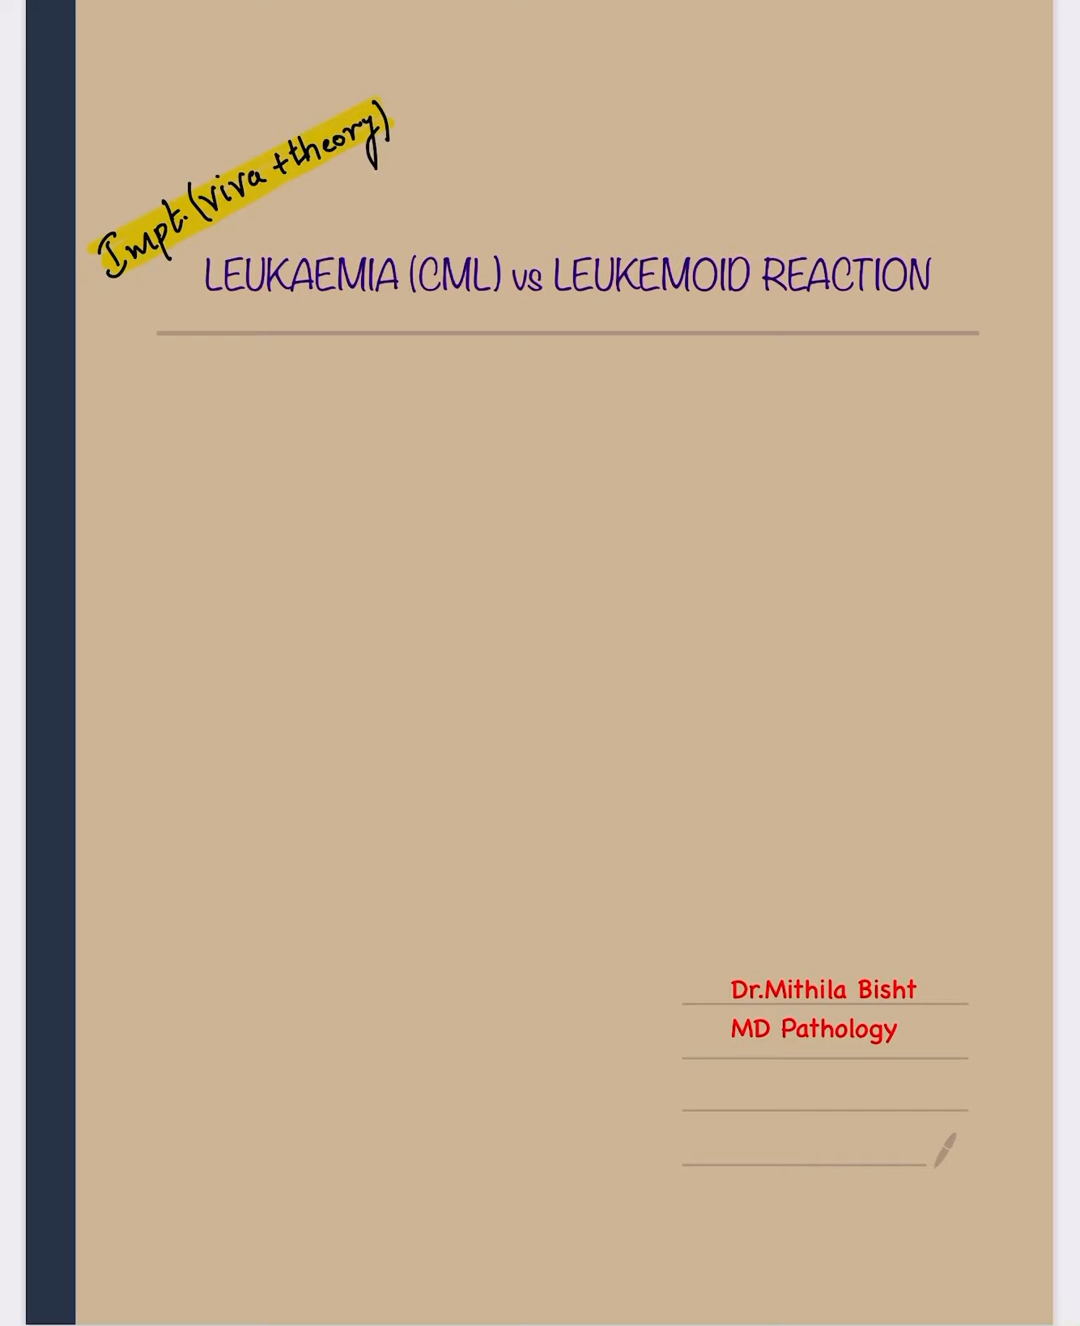 Impt. (viva + theory)
LEUKAEMIA (CML) vs LEUKEMOID REACTION
Dr.Mithila Bisht
MD Pathology